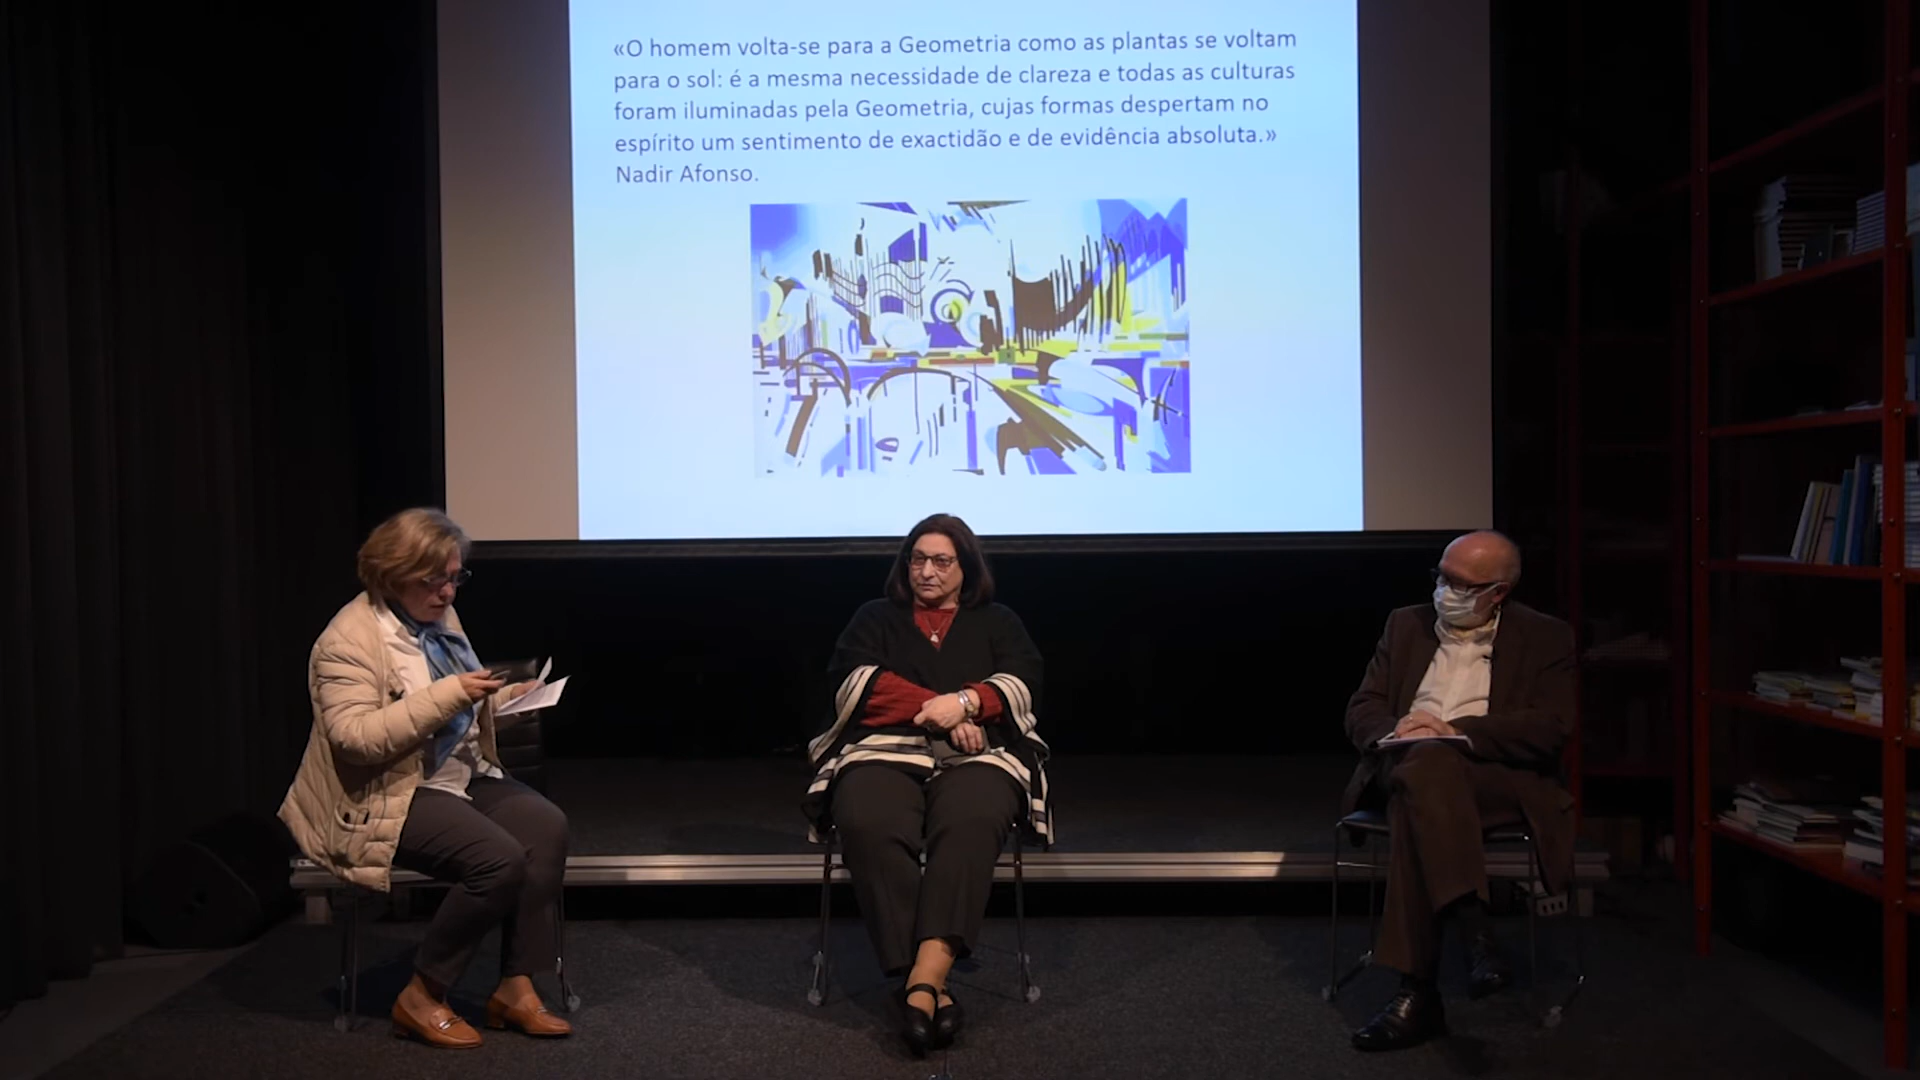 «O homem volta-se para a Geometria como as plantas se voltam
para o sol: é a mesma necessidade de clareza e todas as culturas
foram iluminadas pela Geometria, cujas formas despertam no
espírito um sentimento de exactidão e de evidência absoluta.»
Nadir Afonso.